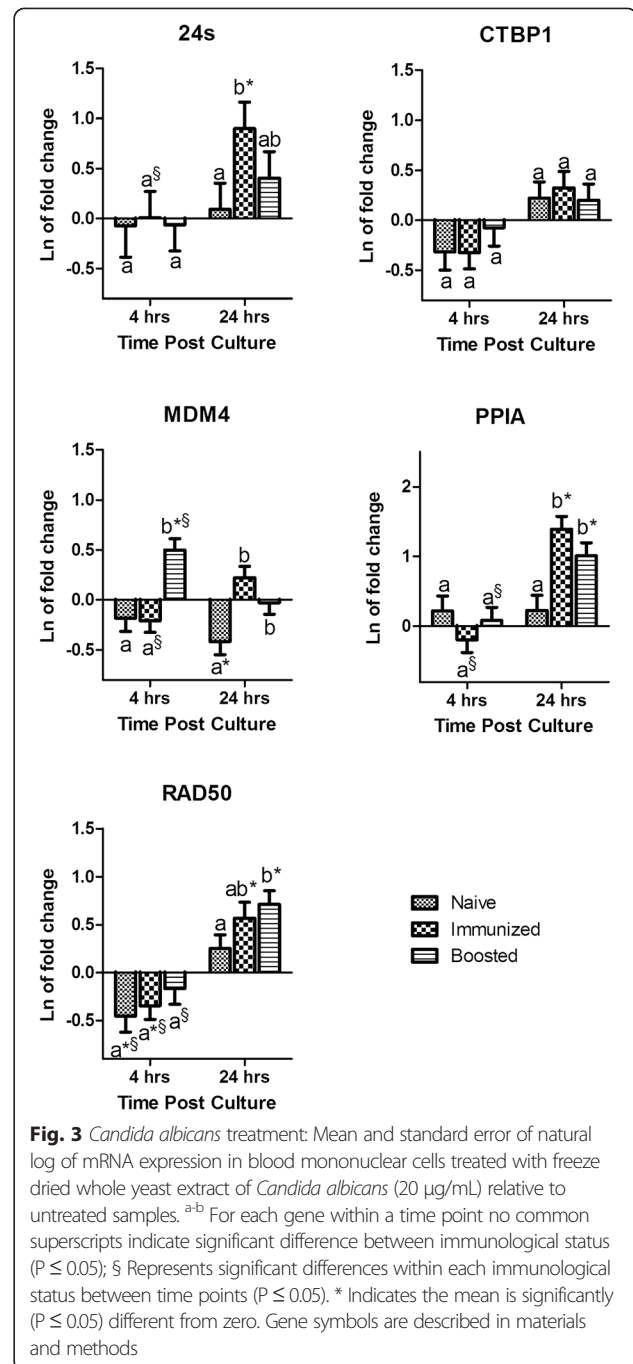 24s
Ln of fold change
1.5
1.0
0.5
0.0
-0.5
a
a§
a
a
b*
ab
4 hrs 24 hrs
Time Post Culture
CTBP1
Ln of fold change
1.5
1.0
0.5
0.0
-0.5
a
a
a
a
a
a
4 hrs 24 hrs
Time Post Culture
MDM4
Ln of fold change
1.5
1.0
0.5
0.0
-0.5
a
a§
b*§
a*
b
b
4 hrs 24 hrs
Time Post Culture
PPIA
Ln of fold change
2
1
0
a
a§
a§
a
b*
b*
4 hrs 24 hrs
Time Post Culture
RAD50
Ln of fold change
1.5
1.0
0.5
0.0
-0.5
a*§
a*§
a§
a
ab*
b*
4 hrs 24 hrs
Time Post Culture
Naive
Immunized
Boosted
Fig. 3 Candida albicans treatment: Mean and standard error of natural
log of mRNA expression in blood mononuclear cells treated with freeze
dried whole yeast extract of Candida albicans (20 μg/mL) relative to
untreated samples. a-b For each gene within a time point no common
superscripts indicate significant difference between immunological status
(P ≤ 0.05); § Represents significant differences within each immunological
status between time points (P ≤ 0.05). * Indicates the mean is significantly
(P ≤ 0.05) different from zero. Gene symbols are described in materials
and methods